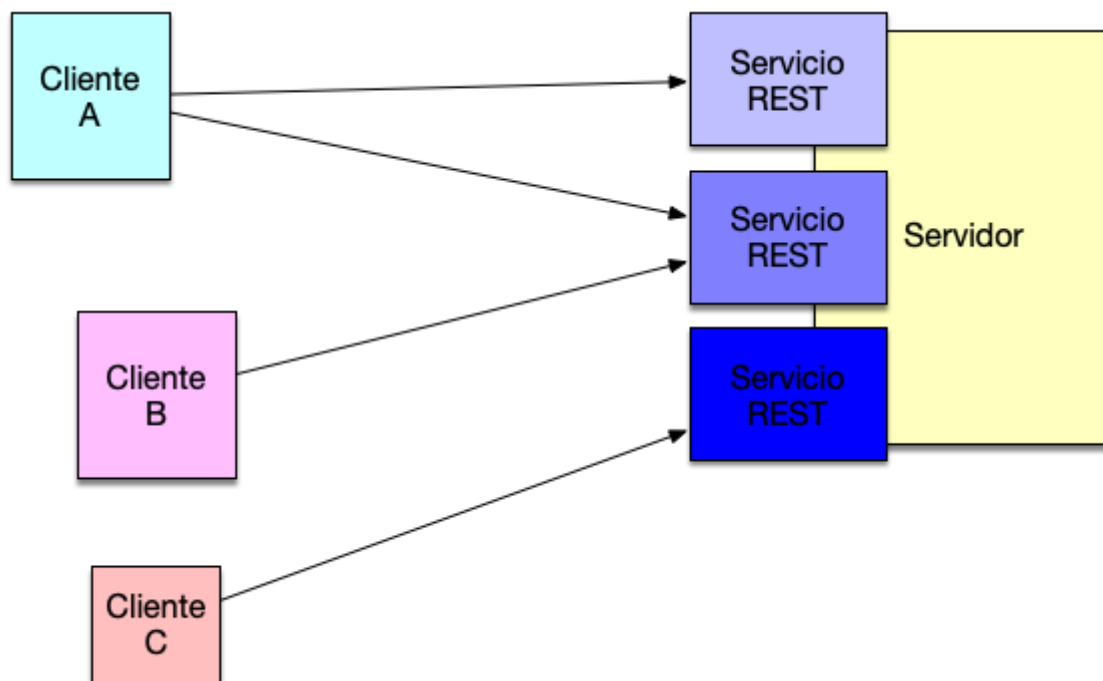 Cliente
A
Servicio
REST
Servicio
REST
Servidor
Cliente
B
Servicio
REST
Cliente
C